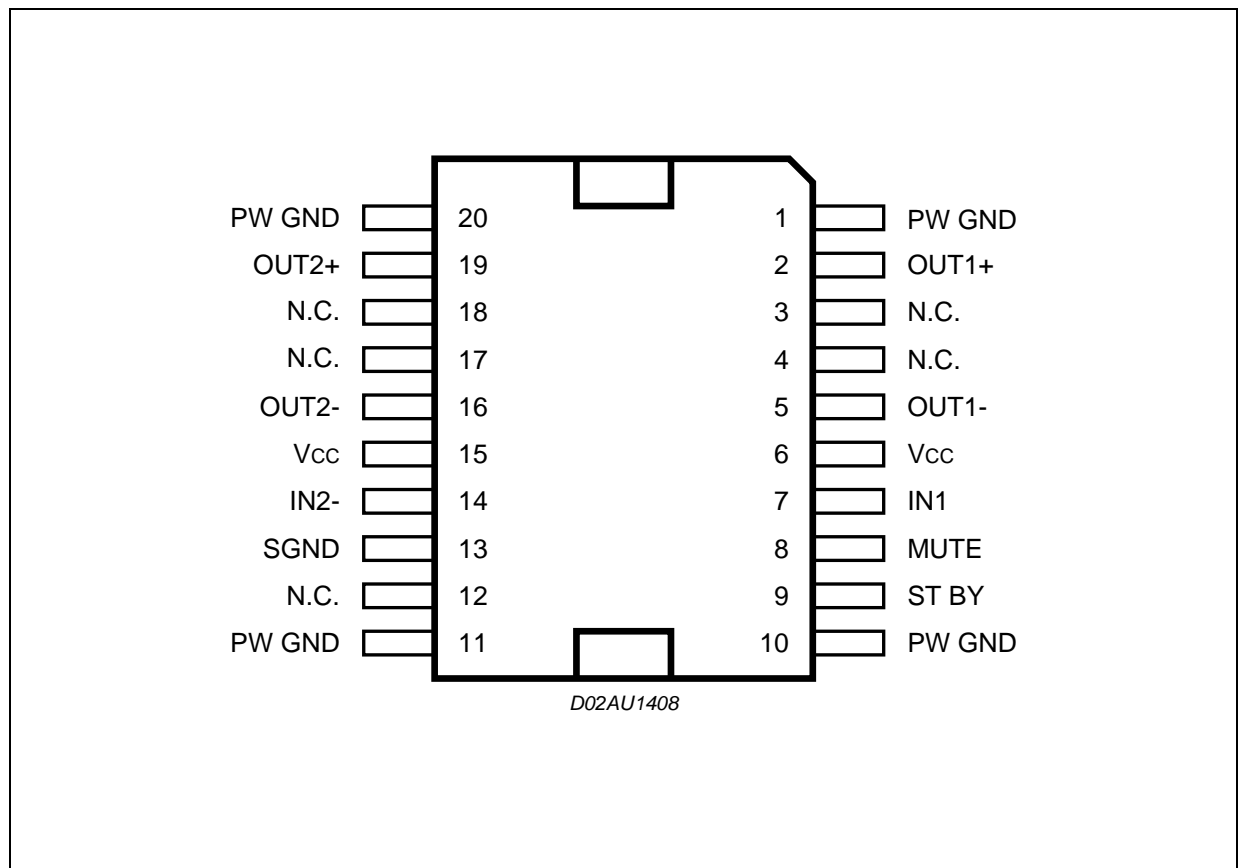 PW GND 20 1 PW GND
OUT2+ 19 2 OUT1+
N.C. 18 3 N.C.
N.C. 17 4 N.C.
OUT2- 16 5 OUT1-
VCC 15 6 VCC
IN2- 14 7 IN1
SGND 13 8 MUTE
N.C. 12 9 ST BY
PW GND 11 10 PW GND
D02AU1408